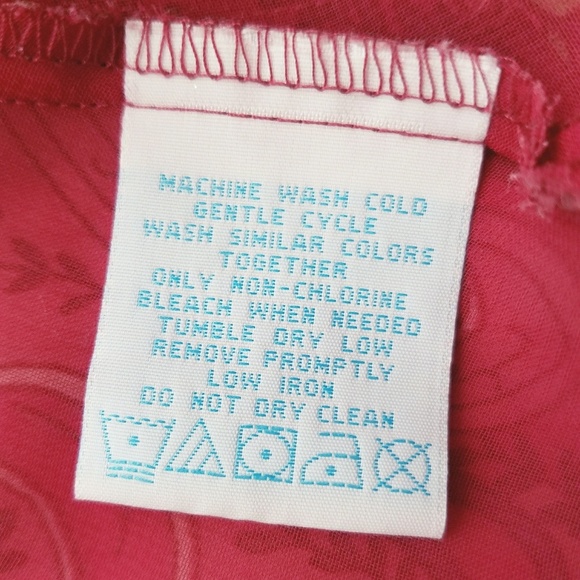 MACHINE WASH COLD
GENTLE CYCLE
WASH SIMILAR COLORS
TOGETHER
ONLY NON-CHLORINE
BLEACH WHEN NEEDED
TUMBLE DRY LOW
REMOVE PROMPTLY
LOW IRON
DO NOT DRY CLEAN